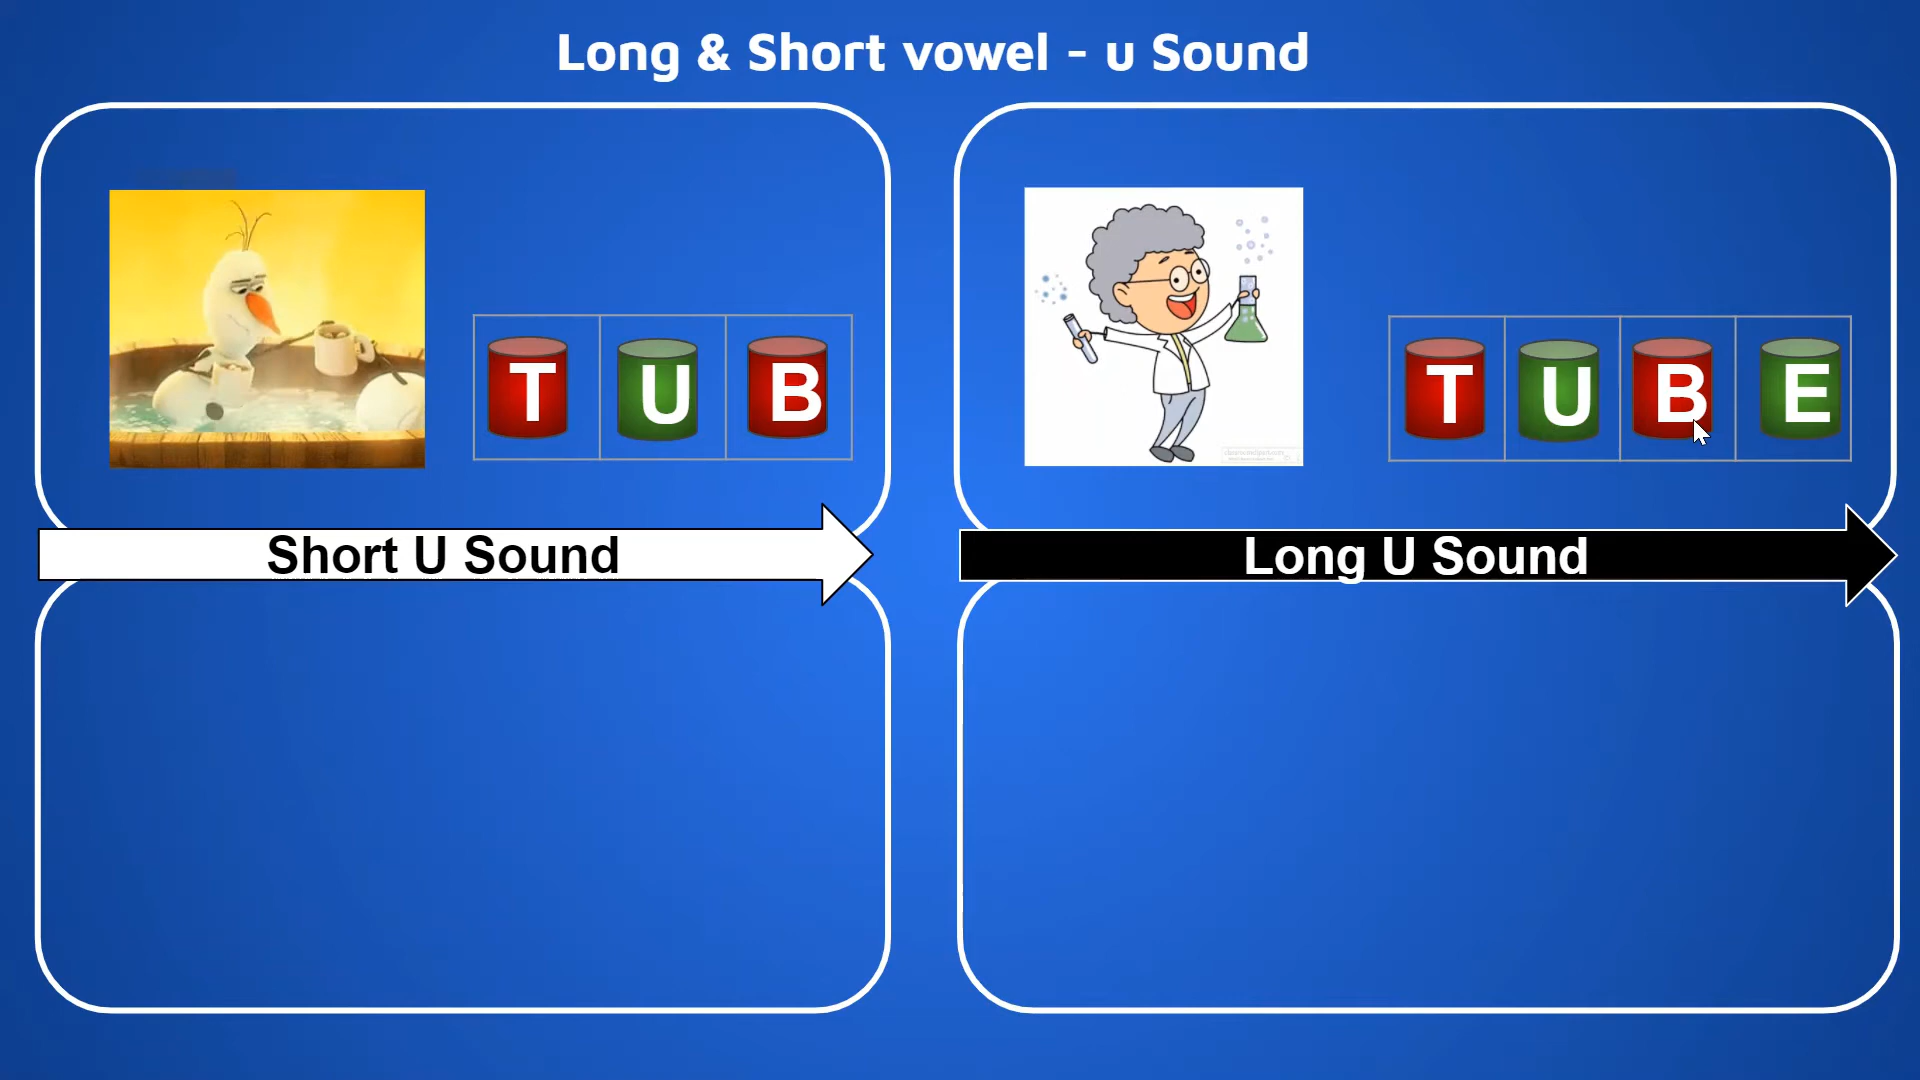 Long & Short vowel - u Sound
T U B
T U B E
Short U Sound
Long U Sound